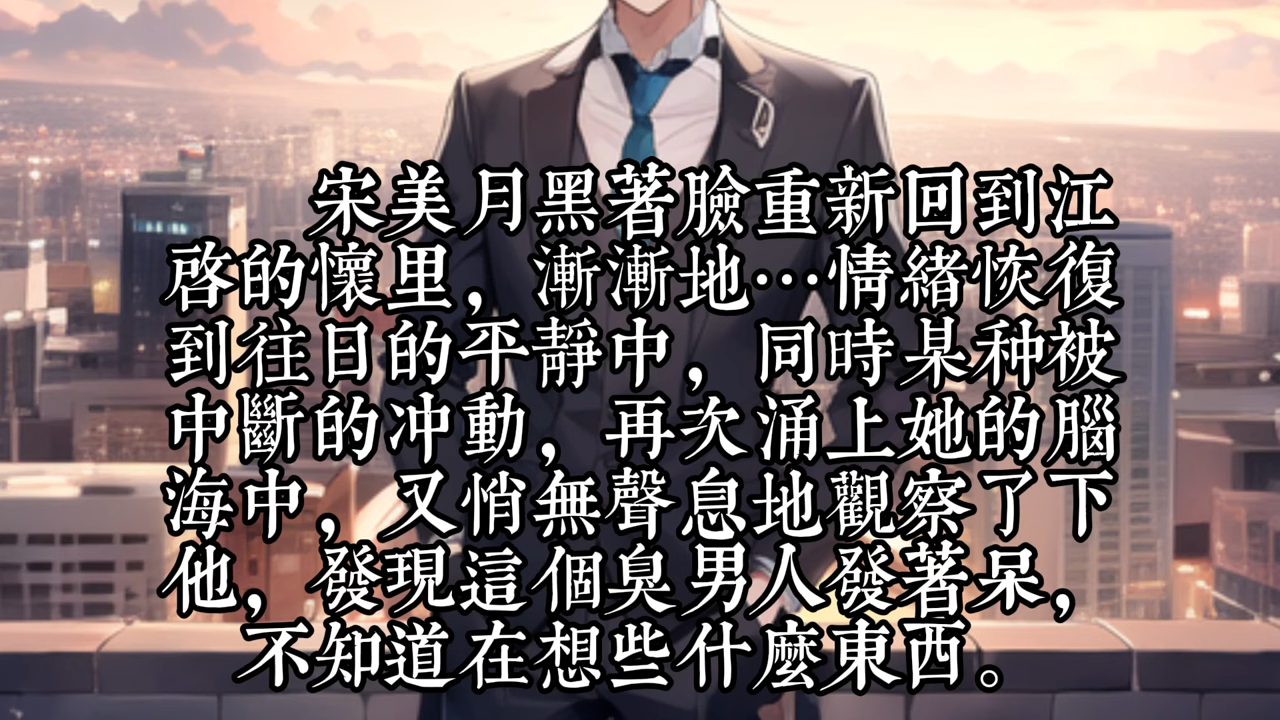 宋美月黑著臉重新回到江
啓的懷里，漸漸地…情緒恢復
到往日的平靜中，同時某种被
中斷的冲動，再次涌上她的腦
海中，又悄無聲息地觀察了下
他，發現這個臭男人發著呆，
不知道在想些什麼東西。